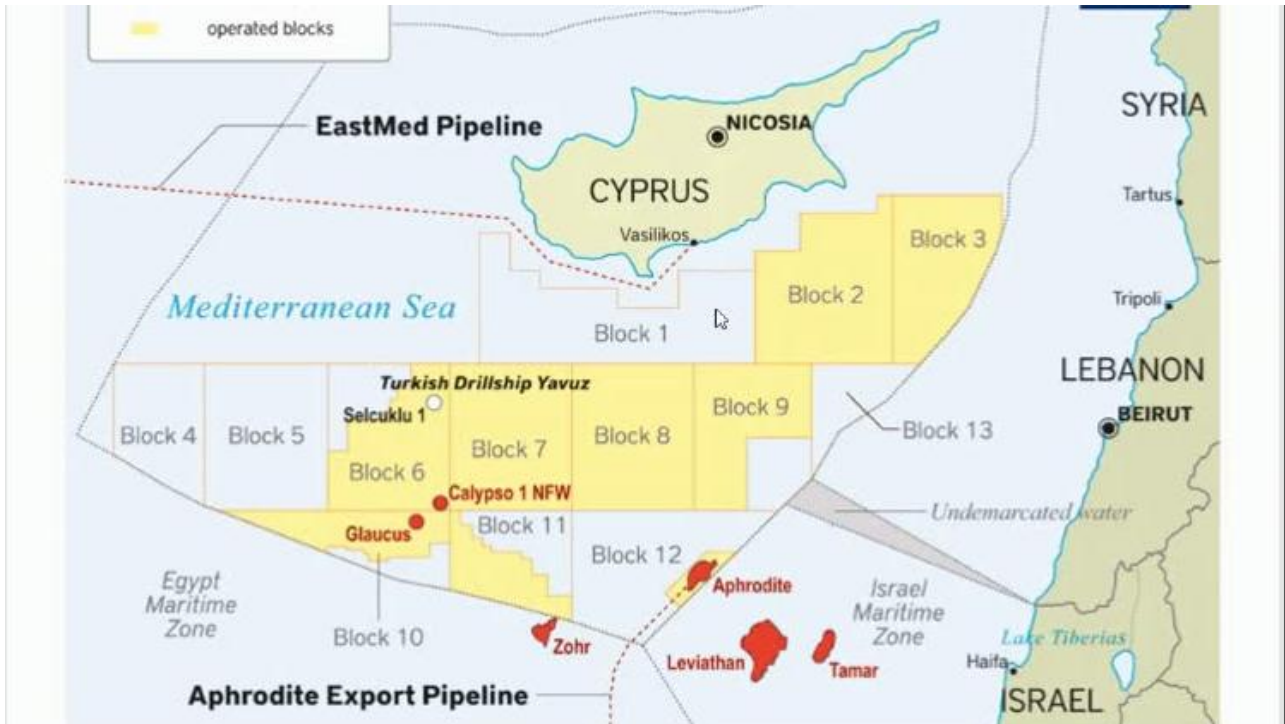 operated blocks
EastMed Pipeline
NICOSIA
SYRIA
CYPRUS
Tartus
Vasilikos
Block 3
Block 2
Mediterranean Sea
Tripoli
Block 1
LEBANON
Turkish Drillship Yavuz
Selcuklu 1
Block 9
BEIRUT
Block 4
Block 5
Block 8
Block 13
Block 7
Block 6
Calypso 1 NFW
Undemarcated water
Glaucus
Block 11
Block 12
Aphrodite
Egypt
Maritime
Zone
Israel
Maritime
Zone
Block 10
Zohr
Lake Tiberias
Leviathan
Tamar
Haifa
Aphrodite Export Pipeline
ISRAEL